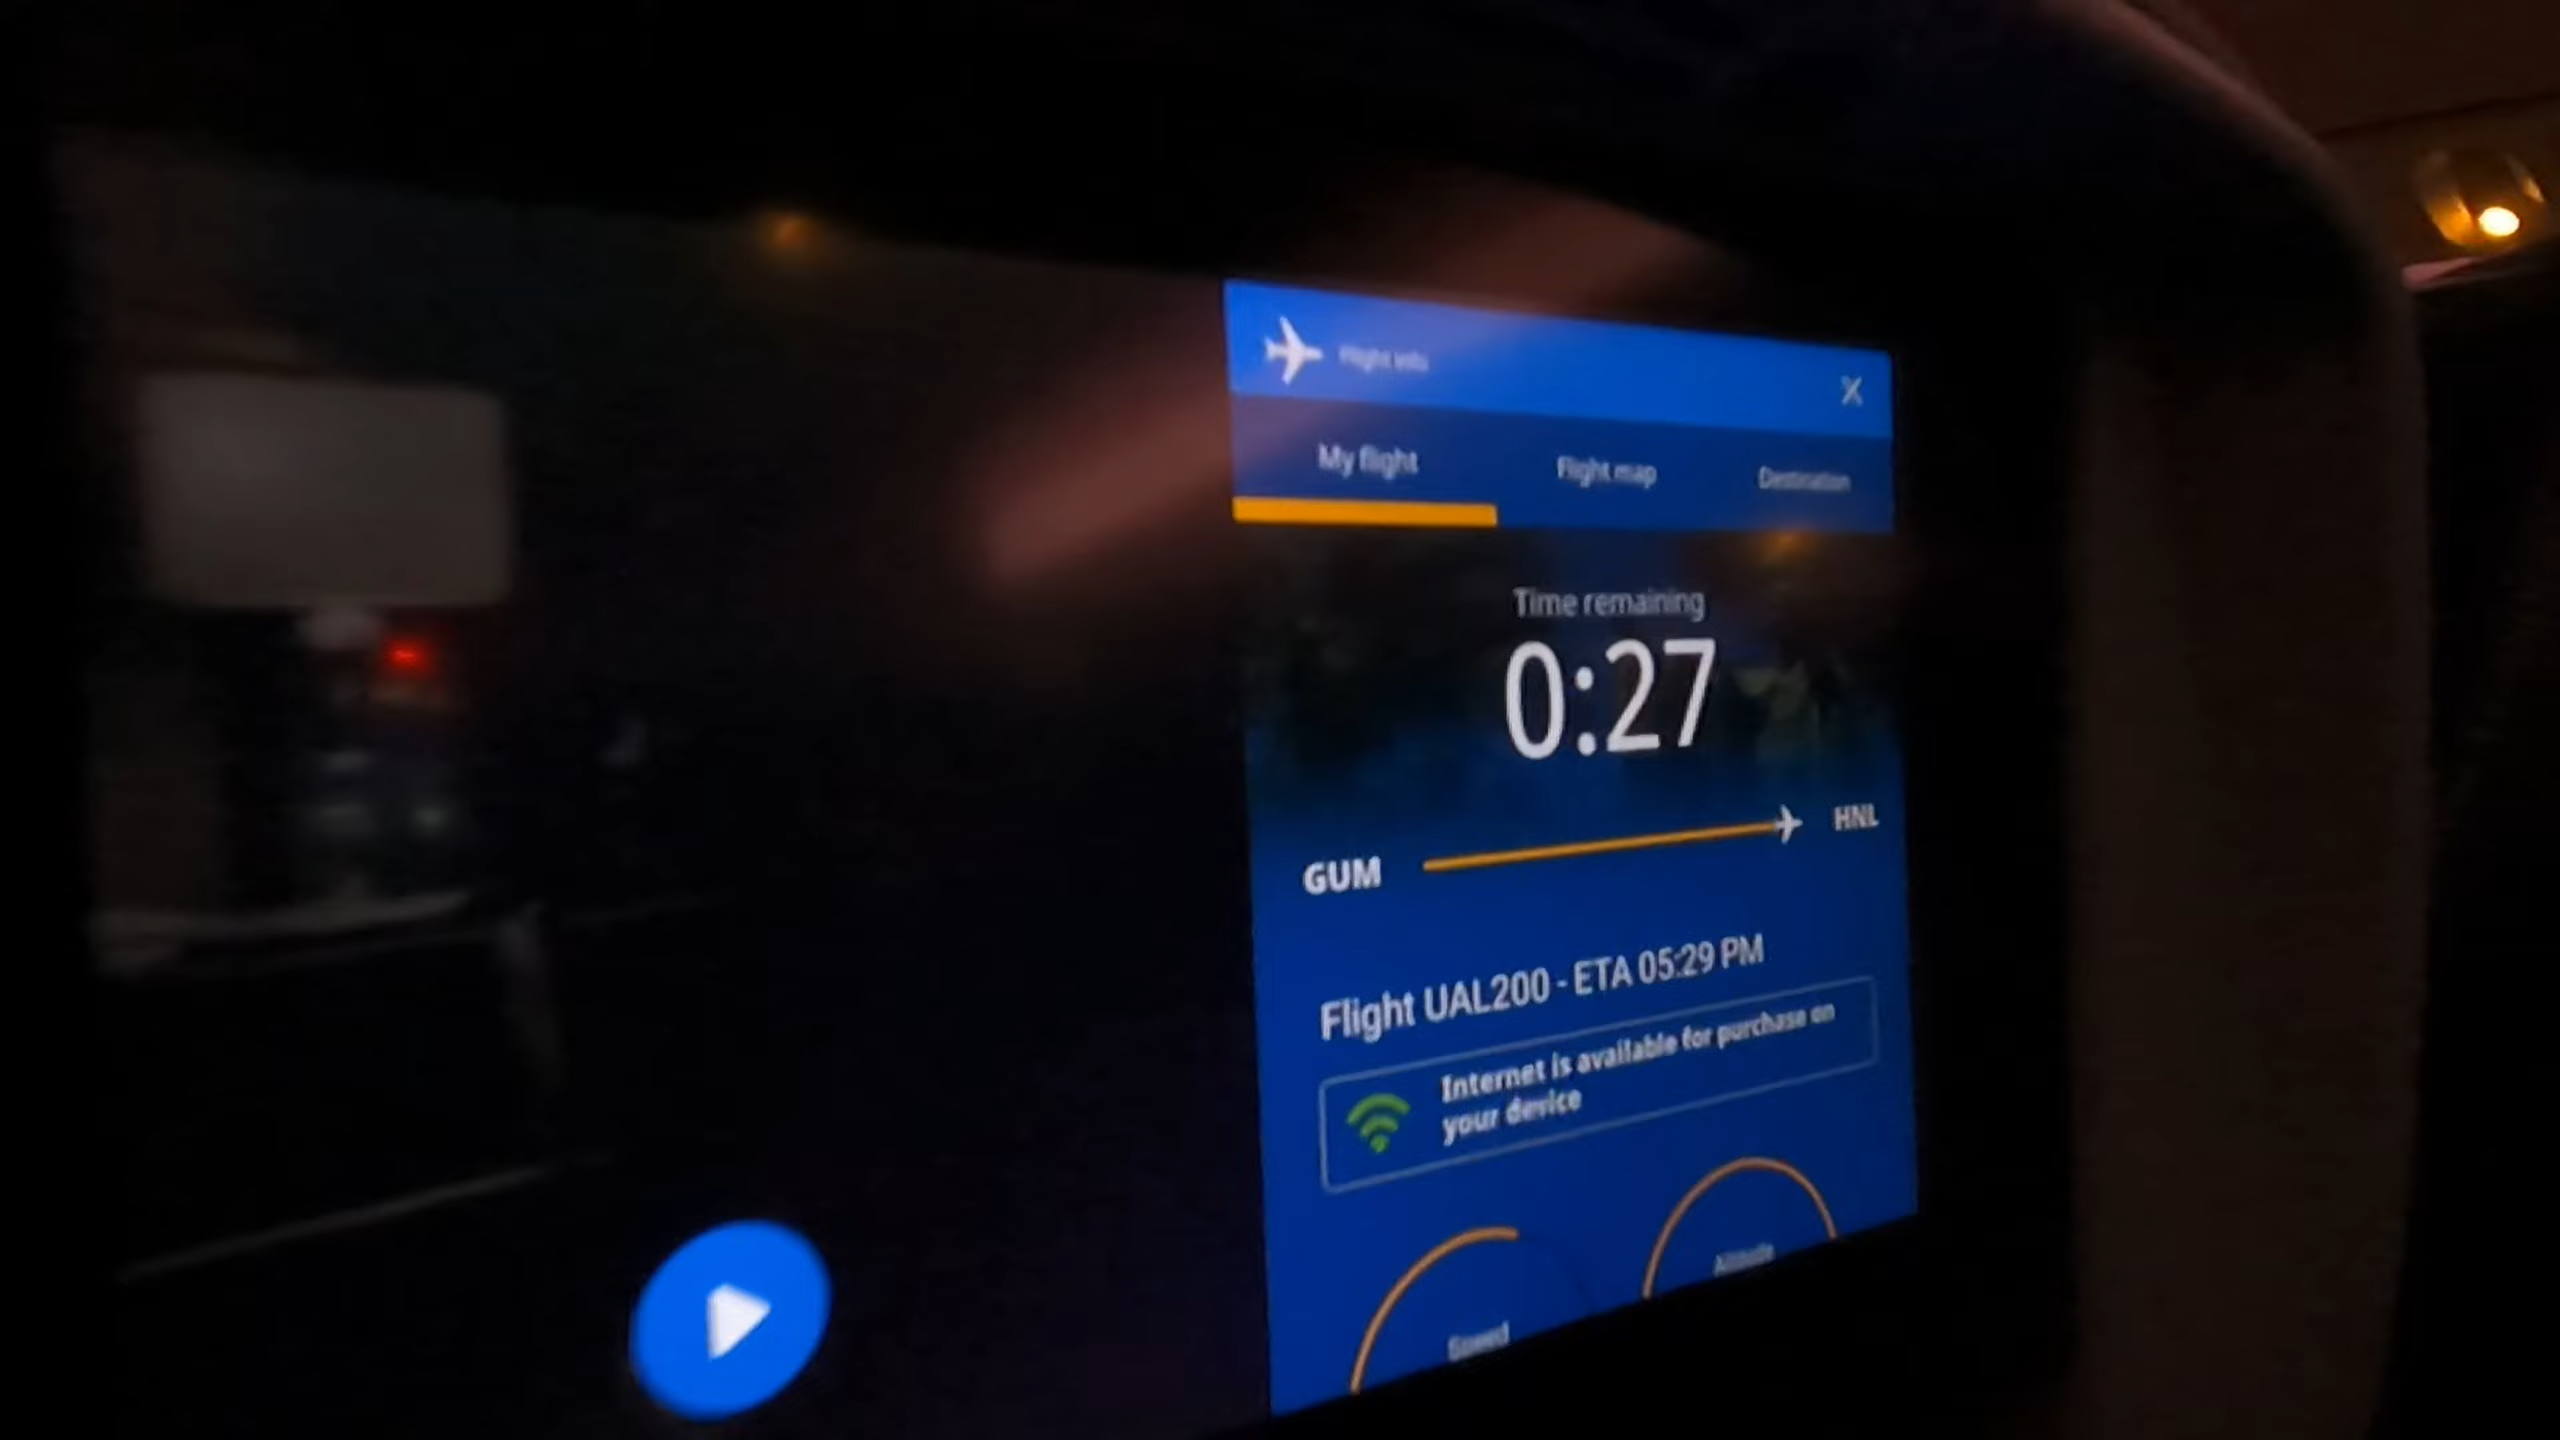 Flight info
X
My flight
Flight map
Destination
Time remaining
0:27
GUM
HNL
Flight UAL200 - ETA 05:29 PM
Internet is available for purchase on
your device
Speed
Altitude